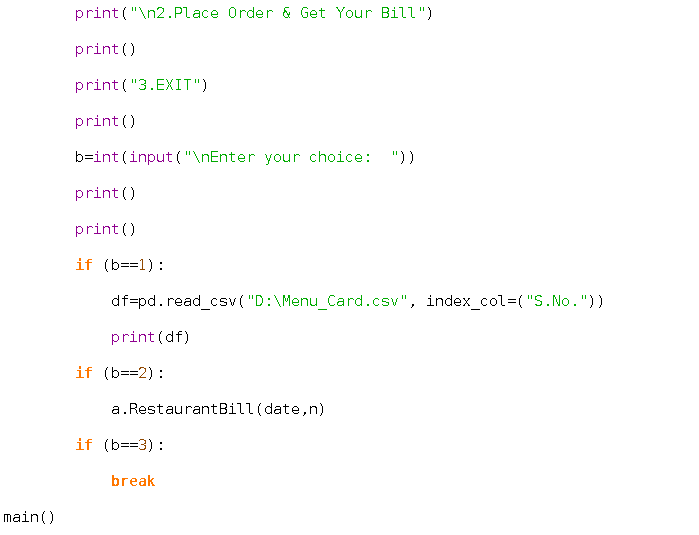 print("\n2.Place Order & Get Your Bill")
print()
print("3.EXIT")
print()
b=int(input("\nEnter your choice:  "))
print()
print()
if (b==1):
df=pd.read_csv("D:\Menu_Card.csv", index_col=("S.No."))
print(df)
if (b==2):
a.RestaurantBill(date,n)
if (b==3):
break
main()